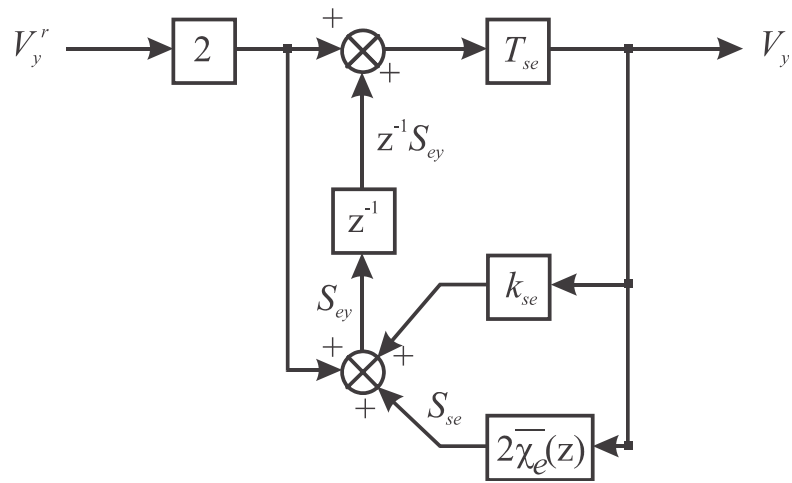 +
V_y^r 2 T_se V_y
+
z^-1 S_ey
z^-1
S_ey k_se
+ +
+ S_se 2χ̅_e̅(z)